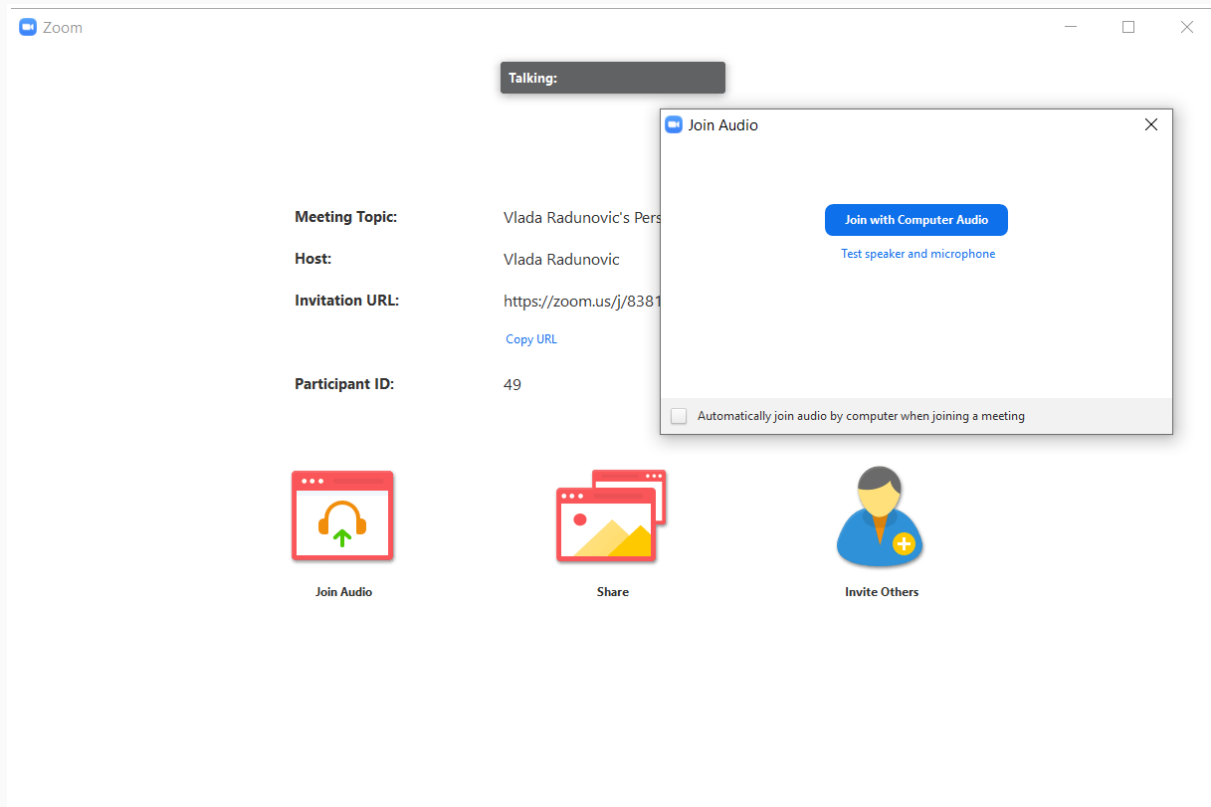 Zoom
Talking:
Join Audio
Join with Computer Audio
Test speaker and microphone
Automatically join audio by computer when joining a meeting
Meeting Topic: Vlada Radunovic's Pers
Host: Vlada Radunovic
Invitation URL: https://zoom.us/j/8381
Copy URL
Participant ID: 49
Join Audio Share Invite Others